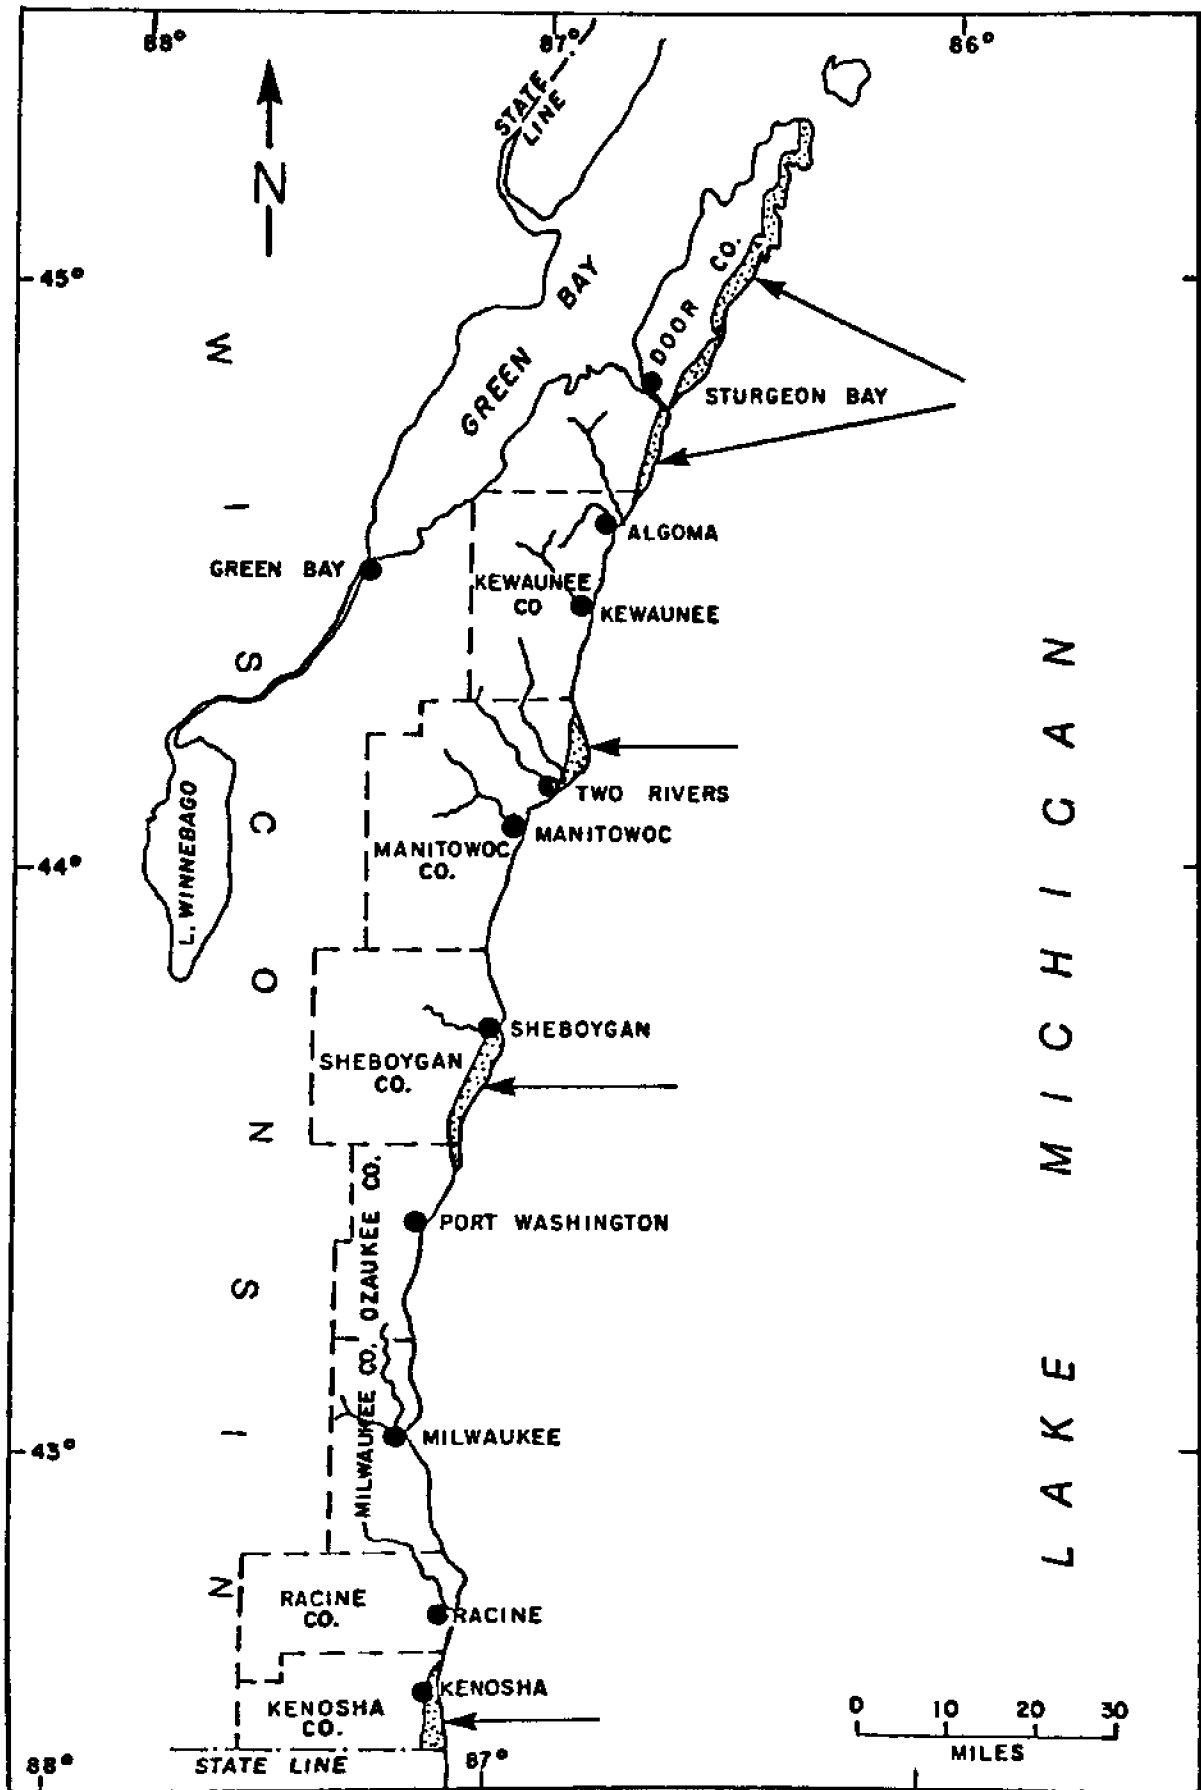 88° 87° 86°
STATE
LINE
N
45°
BAY
GREEN
DOOR CO.
STURGEON BAY
ALGOMA
GREEN BAY
KEWAUNEE
CO
KEWAUNEE
TWO RIVERS
MANITOWOC
MANITOWOC
CO.
L. WINNEBAGO
44°
SHEBOYGAN
SHEBOYGAN
CO.
PORT WASHINGTON
OZAUKEE CO.
MILWAUKEE CO.
MILWAUKEE
43°
RACINE
CO.
RACINE
KENOSHA
KENOSHA
CO.
STATE LINE
88° 87°
WISCONSIN
LAKE MICHICAN
0 10 20 30
MILES